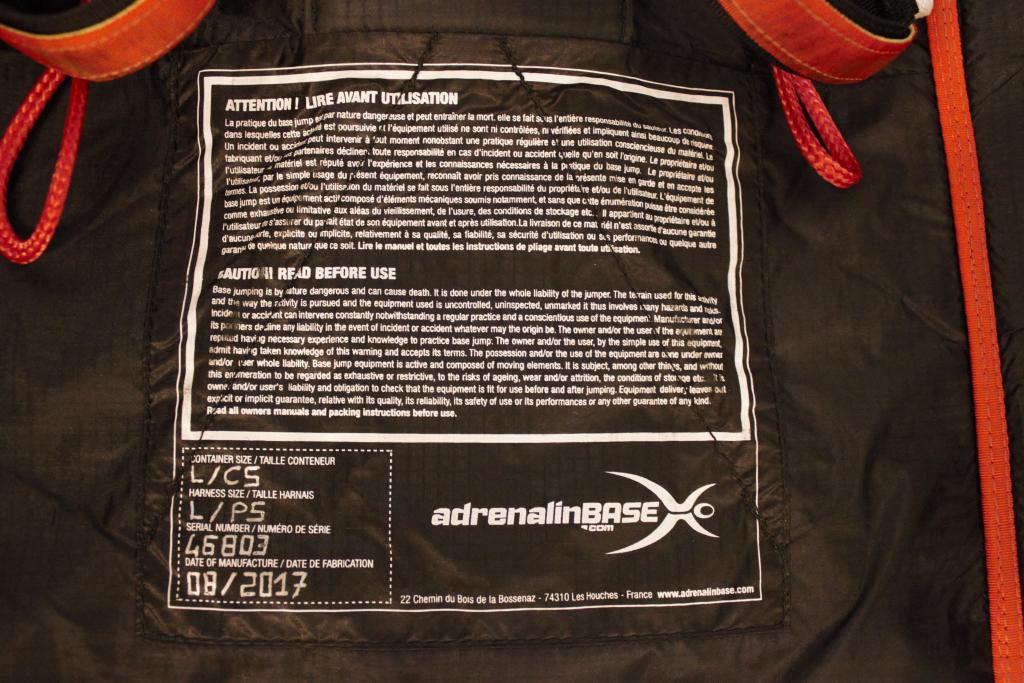 ATTENTION ! LIRE AVANT UTILISATION
La pratique du base jump par nature dangereuse et peut entraîner la mort. elle se fait sous l'entière responsabilité du sauteur. Les conditions
dans lesquelles cette activité est poursuivie et l'équipement utilisé ne sont ni contrôlées, ni vérifiées et impliquent ainsi beaucoup de risques.
Un incident ou accident peut intervenir à tout moment nonobstant une pratique régulière et une utilisation consciencieuse du matériel. Le
fabriquant et/ou partenaires déclinent toute responsabilité en cas d'incident ou accident quelle qu'en soit l'origine. Le propriétaire et/ou
l'utilisateur matériel est réputé avoir l'expérience et les connaissances nécessaires à la pratique du base jump. Le propriétaire et/ou
l'utilisateur, par le simple usage du présent équipement, reconnaît avoir pris connaissance de la présente mise en garde et en accepte les
termes. La possession et/ou l'utilisation du matériel se fait sous l'entière responsabilité du propriétaire et/ou de l'utilisateur. L'équipement de
base jump est un équipement actif composé d'éléments mécaniques soumis notamment, et sans que cette énumération puisse être considérée
comme exhaustive ou limitative aux aléas du vieillissement, de l'usure, des conditions de stockage etc... Il appartient au propriétaire et/ou à
l'utilisateur de s'assurer du parfait état de son équipement avant et après utilisation. La livraison de ce matériel n'est assortie d'aucune garantie
d'aucune sorte, explicite ou implicite, relativement à sa qualité, sa fiabilité, sa sécurité d'utilisation ou ses performances ou quelque autre
garantie de quelque nature que ce soit. Lire le manuel et toutes les instructions de pliage avant toute utilisation.
CAUTION !! READ BEFORE USE
Base jumping is by nature dangerous and can cause death. It is done under the whole liability of the jumper. The terrain used for this activity
and the way the activity is pursued and the equipment used is uncontrolled, uninspected, unmarked it thus involves many hazards and risks.
Incident or accident can intervene constantly notwithstanding a regular practice and a conscientious use of the equipment. Manufacturer and/or
its partners decline any liability in the event of incident or accident whatever may the origin be. The owner and/or the user of the equipment are
reputed having necessary experience and knowledge to practice base jump. The owner and/or the user, by the simple use of this equipment,
admit having taken knowledge of this warning and accepts its terms. The possession and/or the use of the equipment are done under owner
and/or user whole liability. Base jump equipment is active and composed of moving elements. It is subject, among other things, and without
this enumeration to be regarded as exhaustive or restrictive, to the risks of ageing, wear and/or attrition, the conditions of storage etc... It is
owner and/or user's liability and obligation to check that the equipment is fit for use before and after jumping. Equipment delivery leaves out
explicit or implicit guarantee, relative with its quality, its reliability, its safety of use or its performances or any other guarantee of any kind.
Read all owners manuals and packing instructions before use.
CONTAINER SIZE / TAILLE CONTENEUR
L/CS
HARNESS SIZE / TAILLE HARNAIS
L/PS
SERIAL NUMBER / NUMÉRO DE SÉRIE
46803
DATE OF MANUFACTURE / DATE DE FABRICATION
08/2017
adrenalinBASE
.com
22 Chemin du Bois de la Bossenaz - 74310 Les Houches - France www.adrenalinbase.com